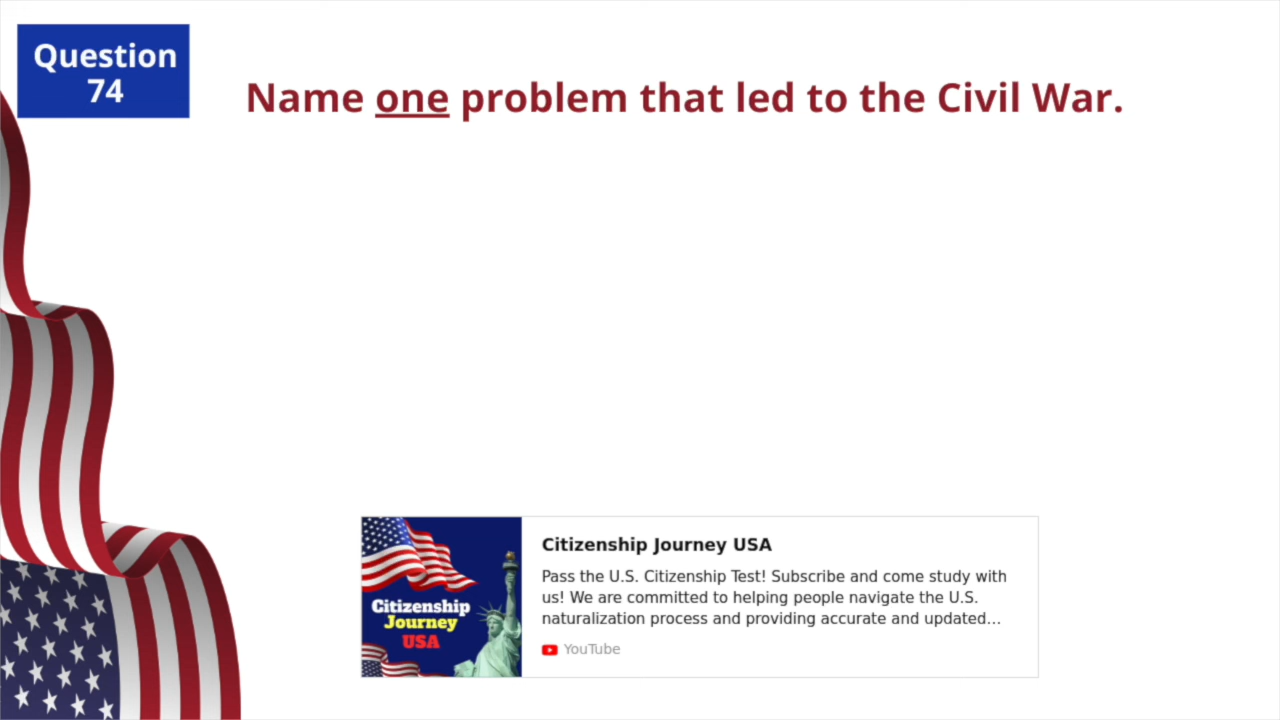 Question
74
Name one problem that led to the Civil War.
Citizenship Journey USA
Pass the U.S. Citizenship Test! Subscribe and come study with
us! We are committed to helping people navigate the U.S.
naturalization process and providing accurate and updated...
YouTube
Citizenship
Journey
USA